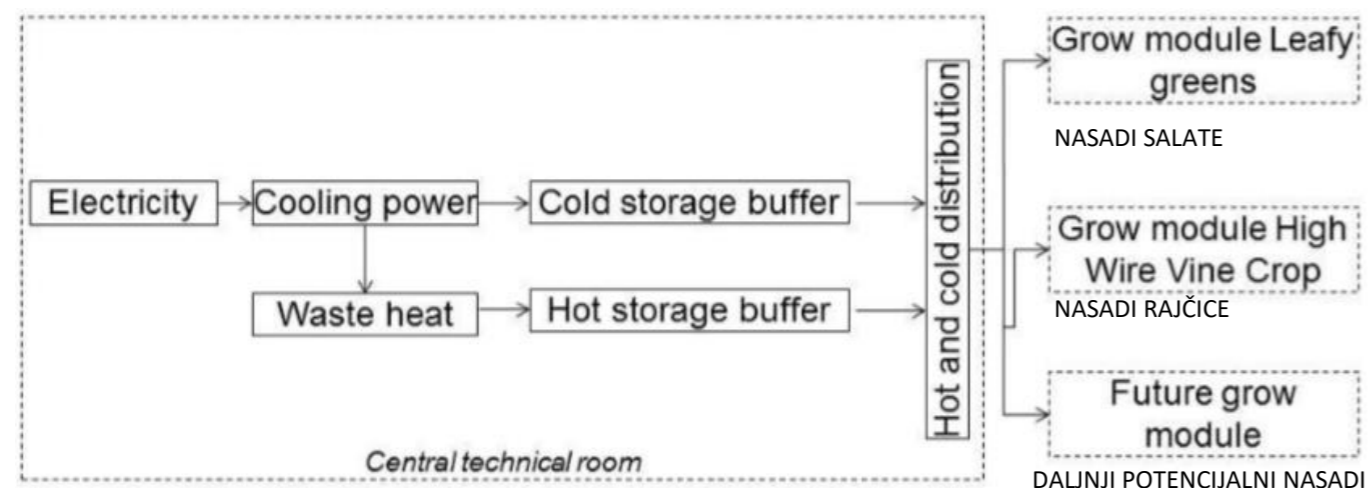 Electricity
Cooling power
Cold storage buffer
Waste heat
Hot storage buffer
Hot and cold distribution
Central technical room
Grow module Leafy
greens
NASADI SALATE
Grow module High
Wire Vine Crop
NASADI RAJČICE
Future grow
module
DALJNJI POTENCIJALNI NASADI